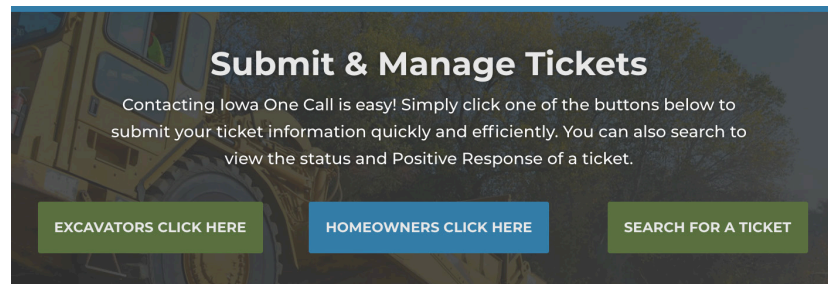 Submit & Manage Tickets
Contacting Iowa One Call is easy! Simply click one of the buttons below to
submit your ticket information quickly and efficiently. You can also search to
view the status and Positive Response of a ticket.
EXCAVATORS CLICK HERE
HOMEOWNERS CLICK HERE
SEARCH FOR A TICKET